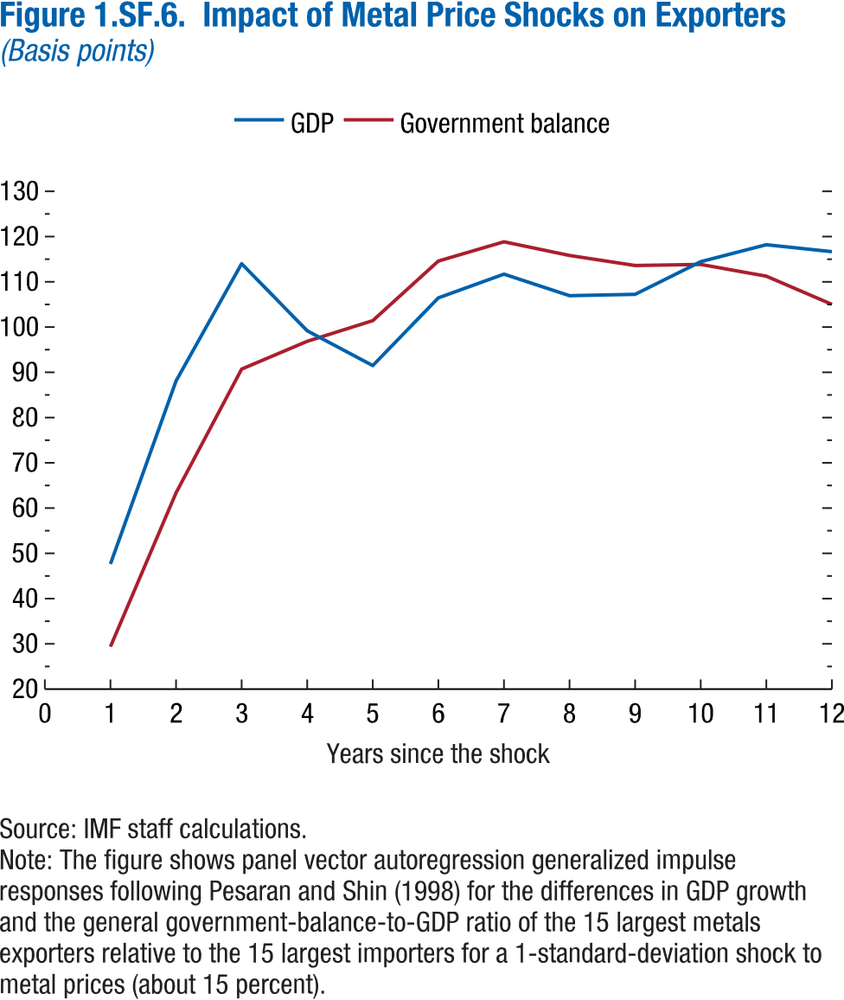 Figure 1.SF.6. Impact of Metal Price Shocks on Exporters
(Basis points)
GDP
Government balance
130
120
110
100
90
80
70
60
50
40
30
20
0 1 2 3 4 5 6 7 8 9 10 11 12
Years since the shock
Source: IMF staff calculations.
Note: The figure shows panel vector autoregression generalized impulse
responses following Pesaran and Shin (1998) for the differences in GDP growth
and the general government-balance-to-GDP ratio of the 15 largest metals
exporters relative to the 15 largest importers for a 1-standard-deviation shock to
metal prices (about 15 percent).